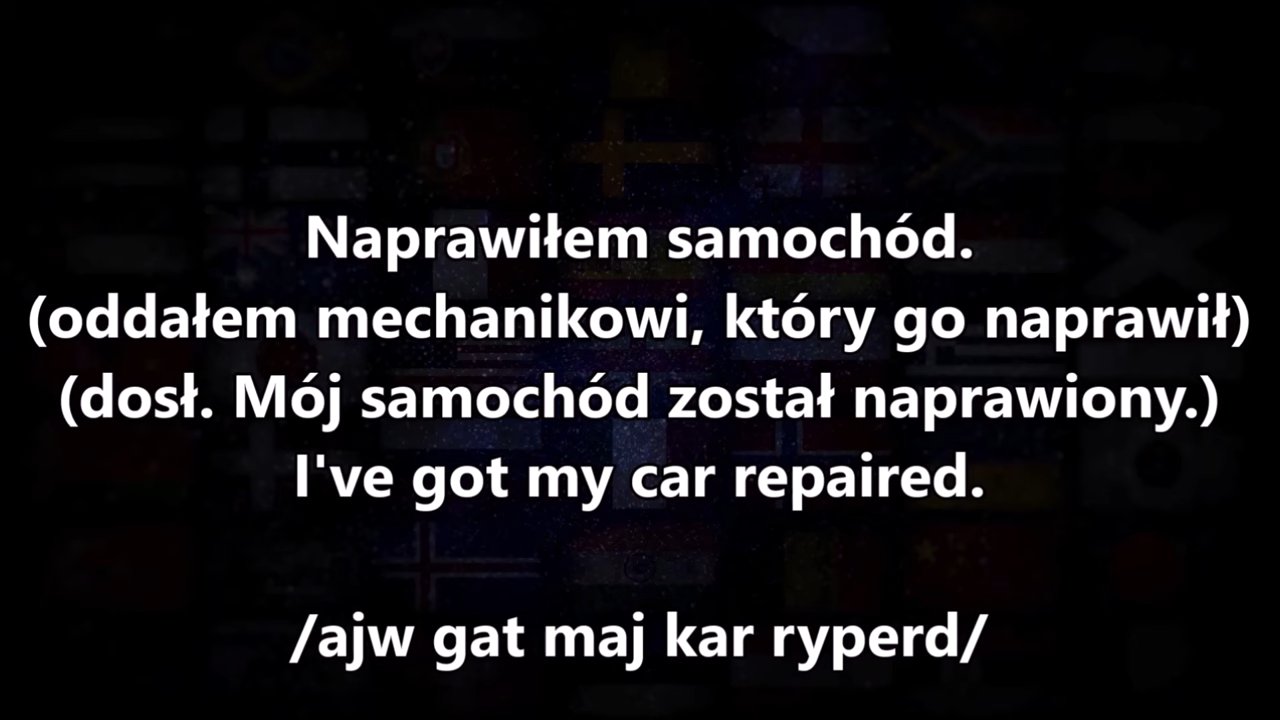 Naprawiłem samochód.
(oddałem mechanikowi, który go naprawił)
(dosł. Mój samochód został naprawiony.)
I've got my car repaired.
/ajw gat maj kar ryperd/